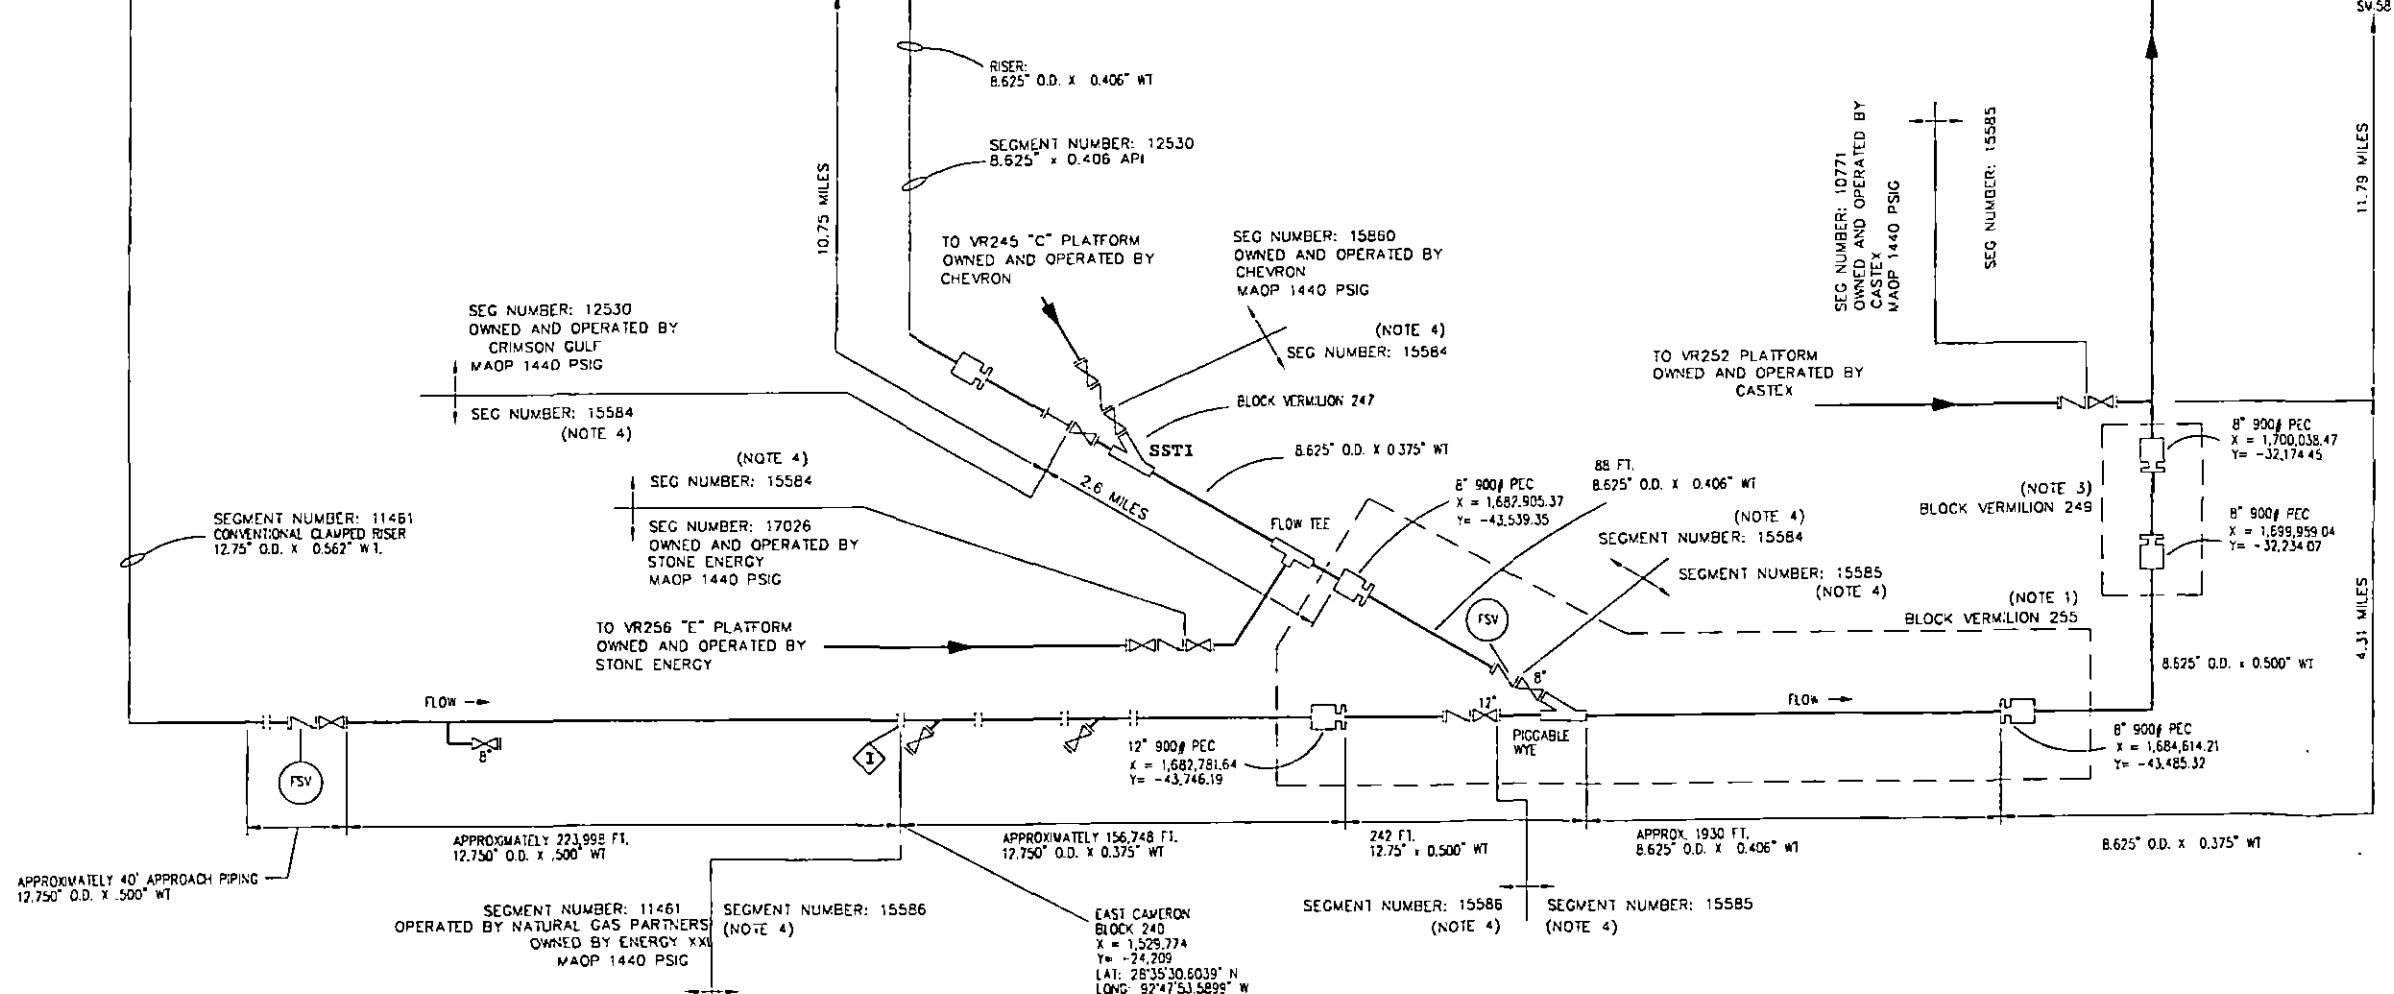 SM58
RISER:
8.625" O.D. X 0.406" WT
SEGMENT NUMBER: 12530
8.625" x 0.406 API
10.75 MILES
SEG NUMBER: 10771
OWNED AND OPERATED BY
CASTEX
MAOP 1440 PSIG
SEG NUMBER: 15585
11.79 MILES
TO VR245 "C" PLATFORM
OWNED AND OPERATED BY
CHEVRON
SEG NUMBER: 15860
OWNED AND OPERATED BY
CHEVRON
MAOP 1440 PSIG
(NOTE 4)
SEG NUMBER: 15584
SEG NUMBER: 12530
OWNED AND OPERATED BY
CRIMSON GULF
MAOP 1440 PSIG
SEG NUMBER: 15584
(NOTE 4)
TO VR252 PLATFORM
OWNED AND OPERATED BY
CASTEX
BLOCK VERMILION 247
SSTI
8.625" O.D. X 0.375" WT
8" 900# PEC
X = 1,700,038.47
Y= -32,174.45
(NOTE 4)
SEG NUMBER: 15584
SEG NUMBER: 17026
OWNED AND OPERATED BY
STONE ENERGY
MAOP 1440 PSIG
2.6 MILES
FLOW TEE
8" 900# PEC
X = 1,682,905.37
Y= -43,539.35
88 FT.
8.625" O.D. X 0.406" WT
(NOTE 4)
SEGMENT NUMBER: 15584
SEGMENT NUMBER: 15585
(NOTE 4)
(NOTE 3)
BLOCK VERMILION 249
8" 900# PEC
X = 1,699,959.04
Y= -32,234.07
SEGMENT NUMBER: 11461
CONVENTIONAL CLAMPED RISER
12.75" O.D. X 0.562" WT.
(NOTE 1)
BLOCK VERMILION 255
4.31 MILES
FSV
TO VR256 "E" PLATFORM
OWNED AND OPERATED BY
STONE ENERGY
8.625" O.D. x 0.500" WT
8"
FLOW
12"
FLOW
8"
PIGGABLE
WYE
FSV
I
12" 900# PEC
X = 1,682,781.64
Y= -43,746.19
8" 900# PEC
X = 1,684,614.21
Y= -43,485.32
APPROXIMATELY 223,998 FT.
12.750" O.D. X .500" WT
APPROXIMATELY 156,748 FT.
12.750" O.D. X 0.375" WT
242 FT.
12.75" x 0.500" WT
APPROX. 1930 FT.
8.625" O.D. X 0.406" WT
8.625" O.D. X 0.375" WT
APPROXIMATELY 40' APPROACH PIPING
12.750" O.D. X .500" WT
SEGMENT NUMBER: 11461
OPERATED BY NATURAL GAS PARTNERS
OWNED BY ENERGY XXI
MAOP 1440 PSIG
SEGMENT NUMBER: 15586
(NOTE 4)
EAST CAMERON
BLOCK 240
X = 1,529,774
Y= -24,209
LAT: 28°35'30.6039" N
LONG: 92°47'53.5899" W
SEGMENT NUMBER: 15586
(NOTE 4)
SEGMENT NUMBER: 15585
(NOTE 4)